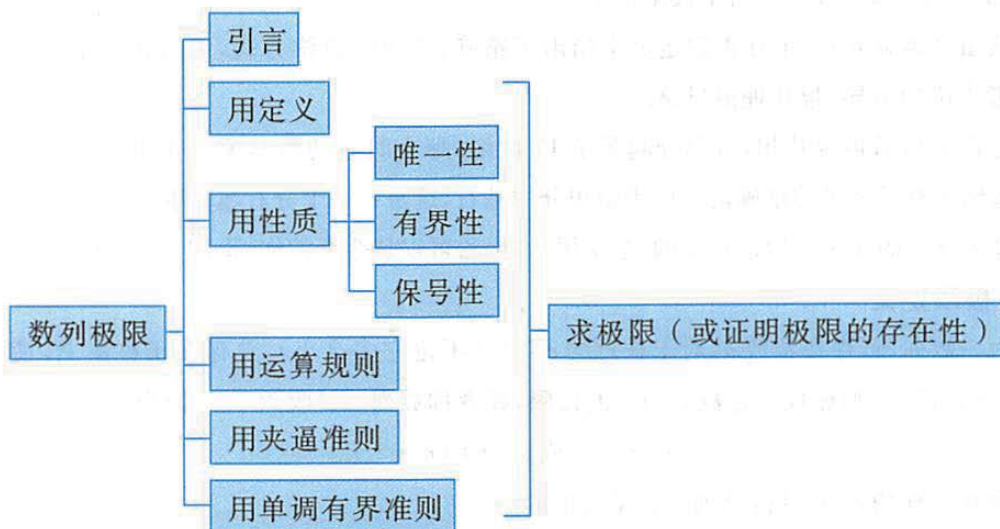 引言
用定义
唯一性
用性质
有界性
保号性
数列极限
求极限（或证明极限的存在性）
用运算规则
用夹逼准则
用单调有界准则